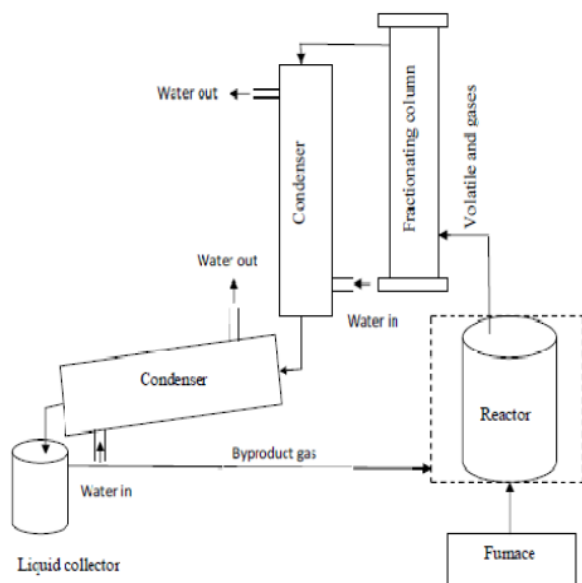 Water out
Condenser
Fractionating column
Volatile and gases
Water out
Water in
Condenser
Reactor
Byproduct gas
Water in
Liquid collector
Furnace